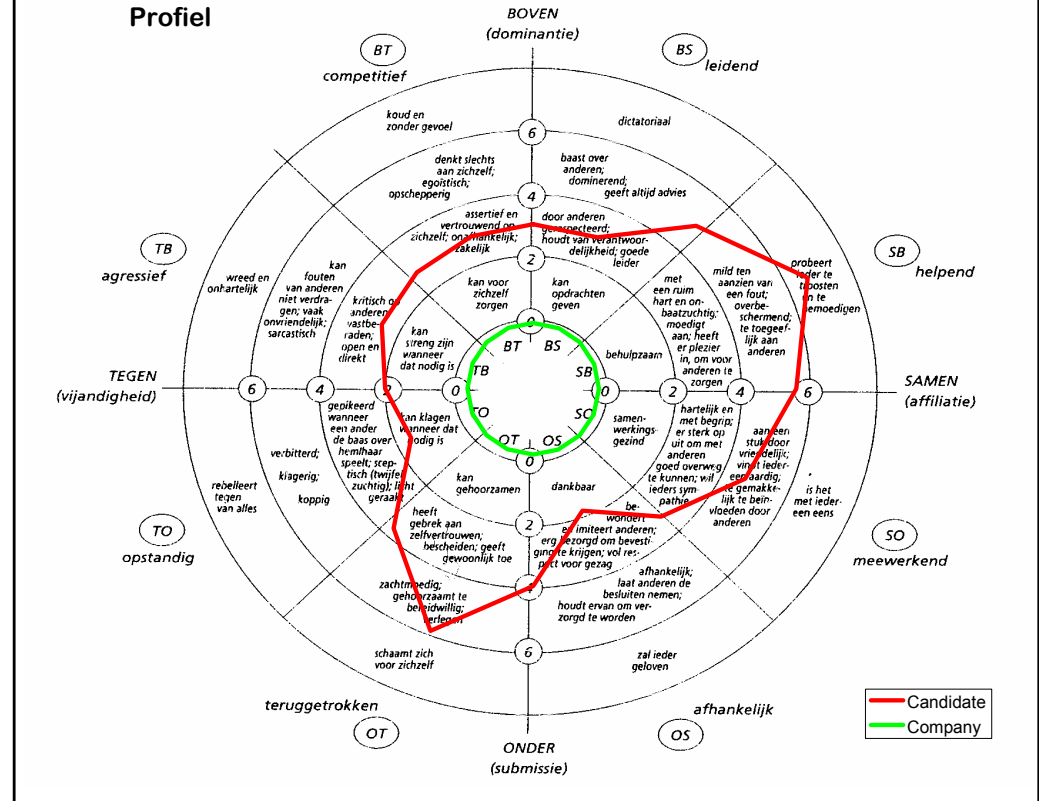 Profiel
BOVEN
(dominantie)
BT
competitief
BS
leidend
koud en
zonder gevoel
dictatoriaal
6
denkt slechts
aan zichzelf;
egoïstisch;
opschepperig
baast over
anderen;
dominerend;
geeft altijd advies
4
assertief en
vertrouwend op
zichzelf; onafhankelijk;
zakelijk
door anderen
gerespecteerd;
houdt van verantwoor-
delijkheid; goede
leider
2
kan voor
zichzelf
zorgen
kan
opdrachten
geven
0
TB
agressief
SB
helpend
wreed en
onhartelijk
kan
fouten
van anderen
niet verdra-
gen; vaak
onvriendelijk;
sarcastisch
kritisch op
anderen;
vastbe-
raden;
open en
direkt
kan
streng zijn
wanneer
dat nodig is
behulpzaam
met
een ruim
hart en on-
baatzuchtig;
moedigt
aan; heeft
er plezier
in, om voor
anderen te
zorgen
mild ten
aanzien van
een fout;
overbe-
schermend;
te toegeef-
lijk aan
anderen
probeert
ieder te
troosten
en te
bemoedigen
BT
BS
TB
SB
TO
SO
OT
OS
TEGEN
(vijandigheid)
6
4
2
0
0
2
4
6
SAMEN
(affiliatie)
rebelleert
tegen
van alles
verbitterd;
klagerig;
koppig
gepikeerd
wanneer
een ander
de baas over
hem/haar
speelt; scep-
tisch (twijfel-
zuchtig); licht
geraakt
kan klagen
wanneer dat
nodig is
samen-
werkings-
gezind
hartelijk en
met begrip;
er sterk op
uit om met
anderen
goed overweg
te kunnen; wil
ieders sym-
pathie
aan een
stuk door
vriendelijk;
vindt ieder-
een aardig;
te gemakke-
lijk te beïn-
vloeden door
anderen
is het
met ieder-
een eens
TO
opstandig
SO
meewerkend
0
kan
gehoorzamen
dankbaar
2
heeft
gebrek aan
zelfvertrouwen;
bescheiden; geeft
gewoonlijk toe
be-
wondert
en imiteert anderen;
erg bezorgd om bevesti-
ging te krijgen; vol res-
pect voor gezag
4
zachtmoedig;
gehoorzaamt te
bereidwillig;
verlegen
afhankelijk;
laat anderen de
besluiten nemen;
houdt ervan om ver-
zorgd te worden
6
schaamt zich
voor zichzelf
zal ieder
geloven
teruggetrokken
OT
afhankelijk
OS
ONDER
(submissie)
Candidate
Company